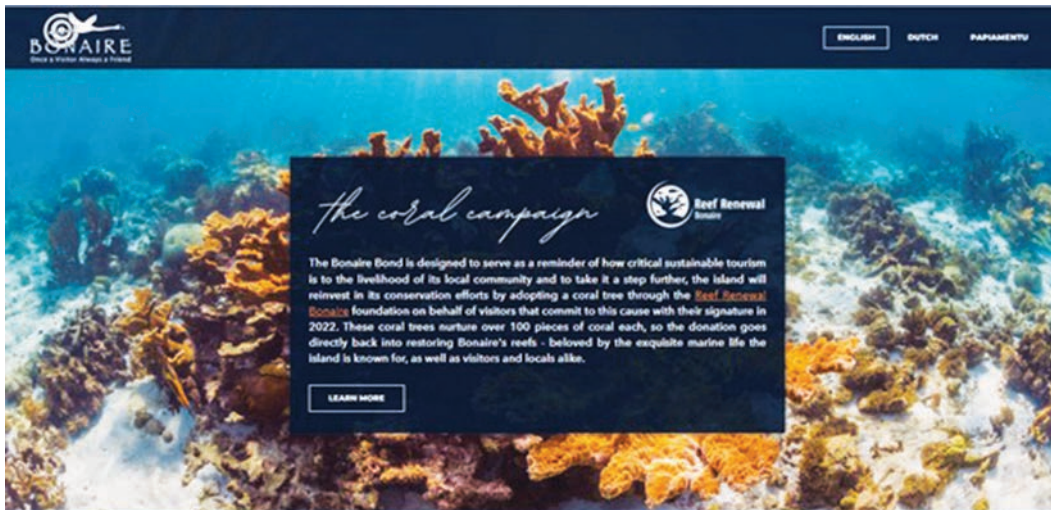 BONAIRE
Once a Visitor Always a Friend
ENGLISH
DUTCH
PAPIAMENTU
the coral campaign
Reef Renewal
Bonaire
The Bonaire Bond is designed to serve as a reminder of how critical sustainable tourism
is to the livelihood of its local community and to take it a step further, the island will
reinvest in its conservation efforts by adopting a coral tree through the Reef Renewal
Bonaire foundation on behalf of visitors that commit to this cause with their signature in
2022. These coral trees nurture over 100 pieces of coral each, so the donation goes
directly back into restoring Bonaire's reefs - beloved by the exquisite marine life the
island is known for, as well as visitors and locals alike.
LEARN MORE